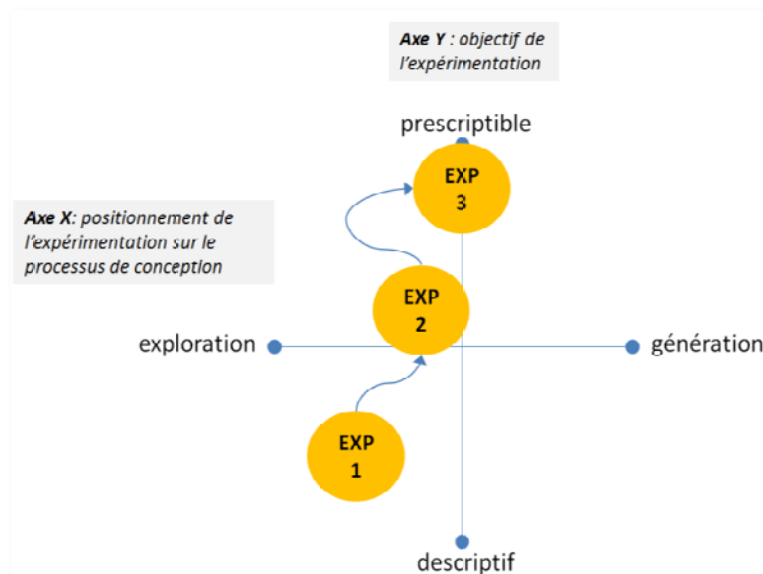 Axe Y : objectif de
l'expérimentation
prescriptible
EXP
3
Axe X: positionnement de
l'expérimentation sur le
processus de conception
EXP
2
exploration
génération
EXP
1
descriptif